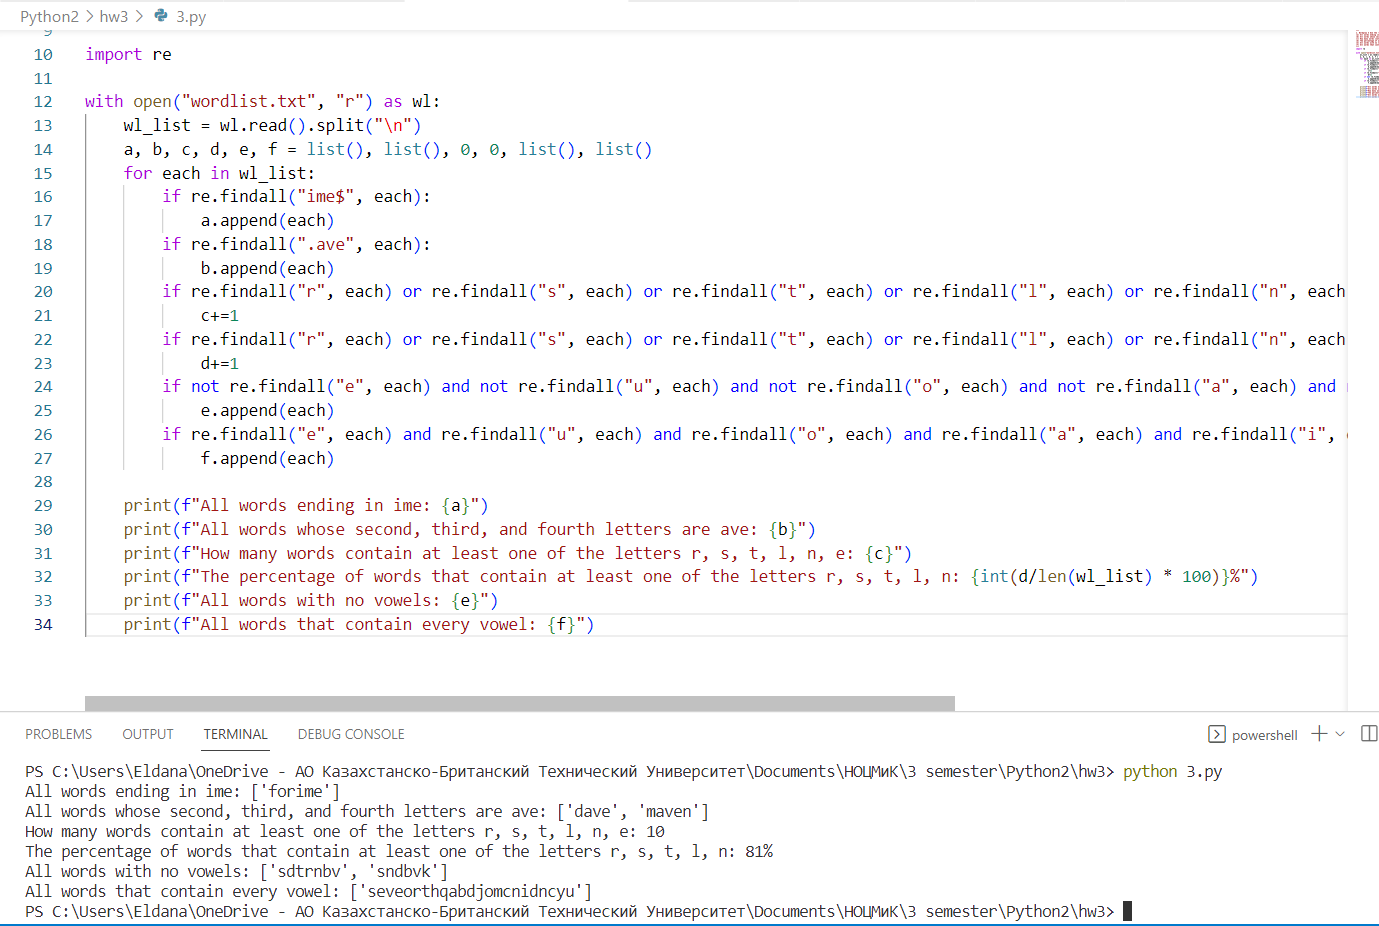 Python2 > hw3 > 3.py
9
10 import re
11
12 with open("wordlist.txt", "r") as wl:
13 wl_list = wl.read().split("\n")
14 a, b, c, d, e, f = list(), list(), 0, 0, list(), list()
15 for each in wl_list:
16 if re.findall("ime$", each):
17 a.append(each)
18 if re.findall(".ave", each):
19 b.append(each)
20 if re.findall("r", each) or re.findall("s", each) or re.findall("t", each) or re.findall("l", each) or re.findall("n", each
21 c+=1
22 if re.findall("r", each) or re.findall("s", each) or re.findall("t", each) or re.findall("l", each) or re.findall("n", each
23 d+=1
24 if not re.findall("e", each) and not re.findall("u", each) and not re.findall("o", each) and not re.findall("a", each) and
25 e.append(each)
26 if re.findall("e", each) and re.findall("u", each) and re.findall("o", each) and re.findall("a", each) and re.findall("i",
27 f.append(each)
28
29 print(f"All words ending in ime: {a}")
30 print(f"All words whose second, third, and fourth letters are ave: {b}")
31 print(f"How many words contain at least one of the letters r, s, t, l, n, e: {c}")
32 print(f"The percentage of words that contain at least one of the letters r, s, t, l, n: {int(d/len(wl_list) * 100)}%")
33 print(f"All words with no vowels: {e}")
34 print(f"All words that contain every vowel: {f}")
PROBLEMS OUTPUT TERMINAL DEBUG CONSOLE powershell
PS C:\Users\Eldana\OneDrive - АО Казахстанско-Британский Технический Университет\Documents\НОЦМиК\3 semester\Python2\hw3> python 3.py
All words ending in ime: ['forime']
All words whose second, third, and fourth letters are ave: ['dave', 'maven']
How many words contain at least one of the letters r, s, t, l, n, e: 10
The percentage of words that contain at least one of the letters r, s, t, l, n: 81%
All words with no vowels: ['sdtrnbv', 'sndbvk']
All words that contain every vowel: ['seveorthqabdjomcnidncyu']
PS C:\Users\Eldana\OneDrive - АО Казахстанско-Британский Технический Университет\Documents\НОЦМиК\3 semester\Python2\hw3>